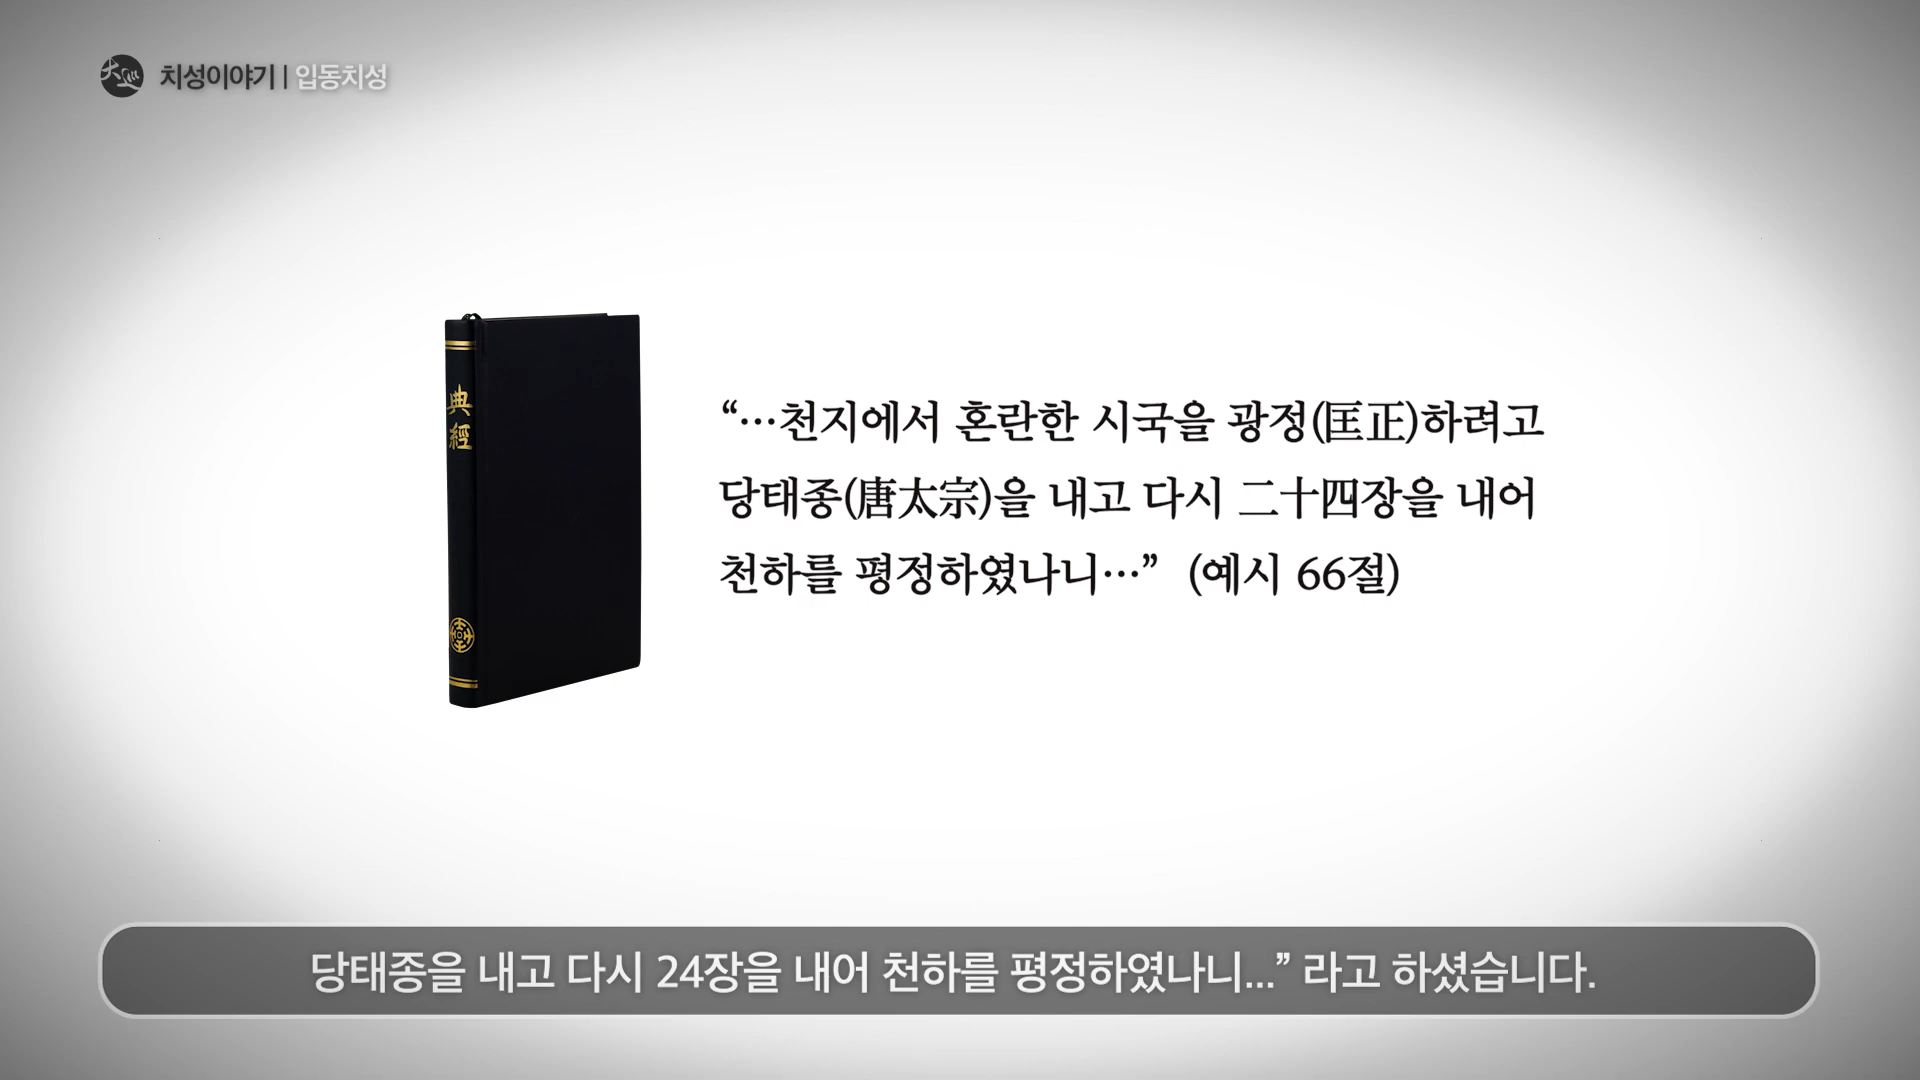 치성이야기 | 입동치성
典
經
“…천지에서 혼란한 시국을 광정(匡正)하려고
당태종(唐太宗)을 내고 다시 二十四장을 내어
천하를 평정하였나니…” (예시 66절)
당태종을 내고 다시 24장을 내어 천하를 평정하였나니...” 라고 하셨습니다.